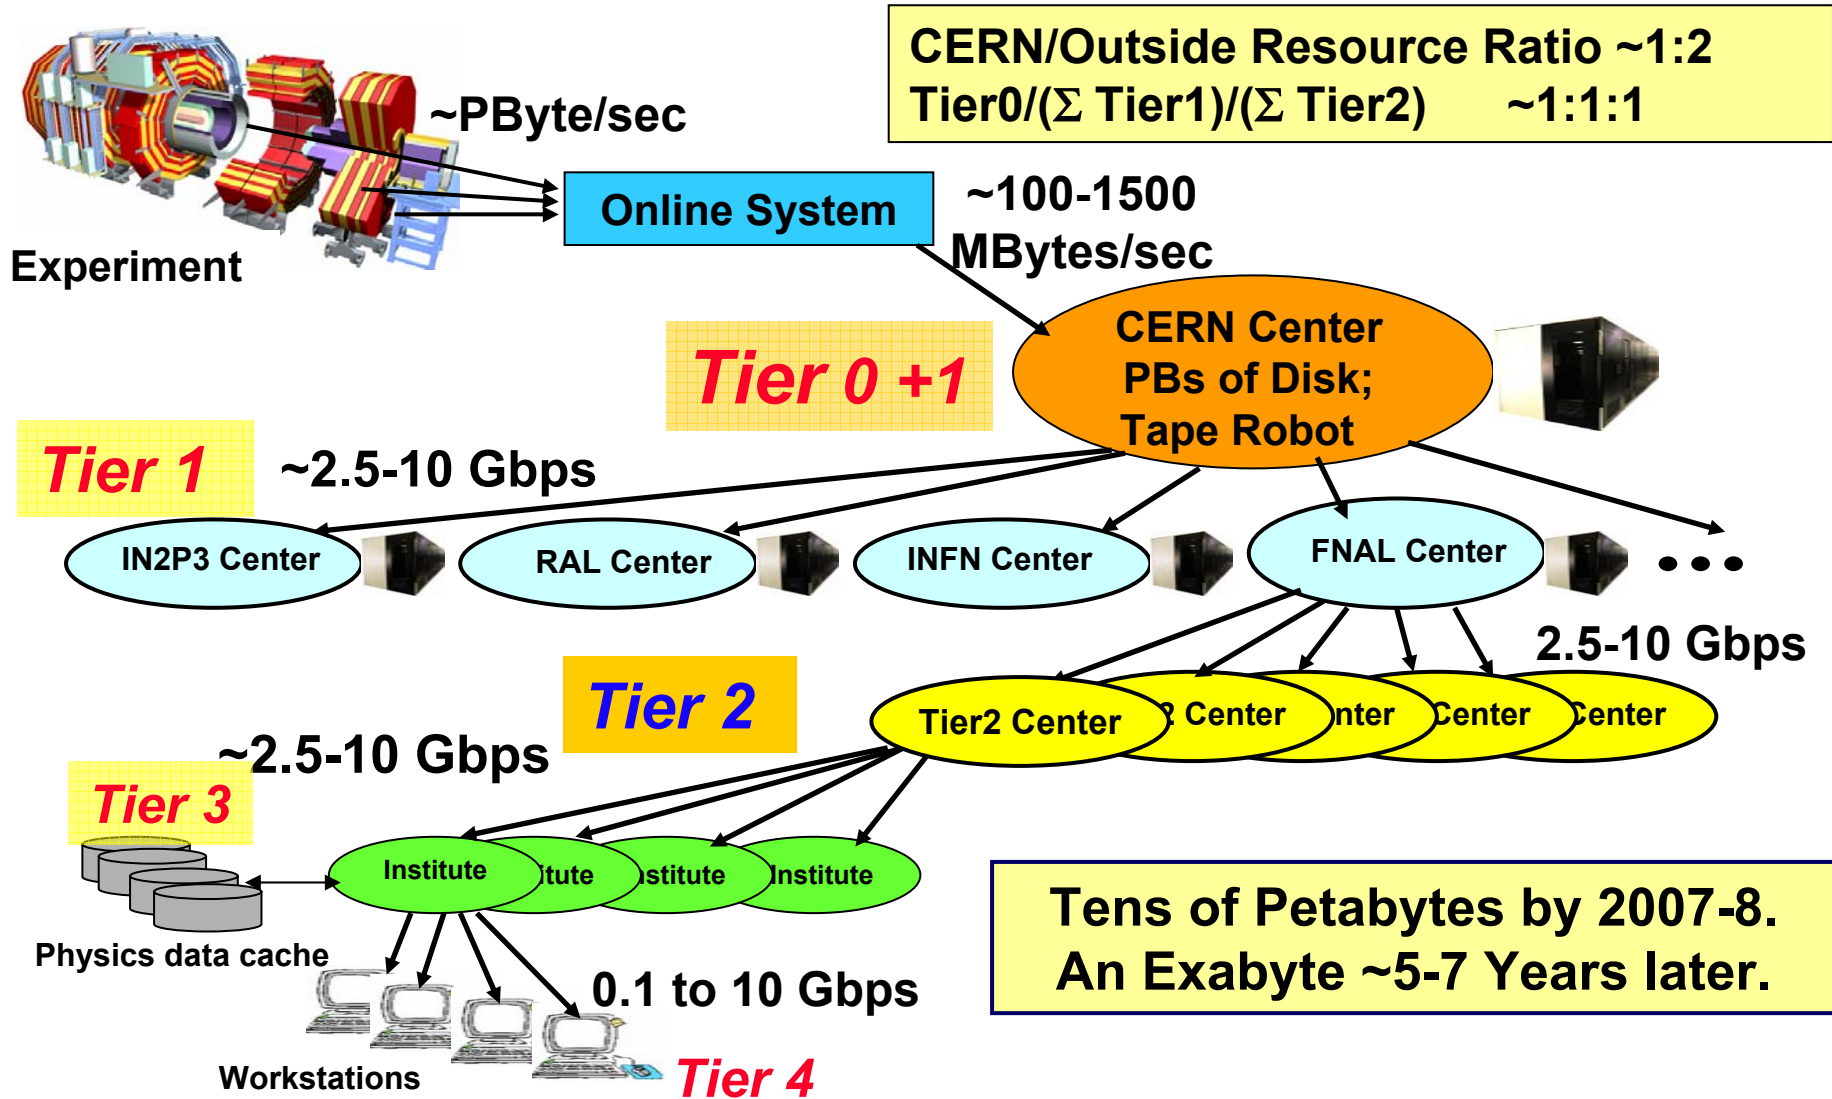 CERN/Outside Resource Ratio ~1:2
Tier0/(Σ Tier1)/(Σ Tier2) ~1:1:1
~PByte/sec
Online System
~100-1500
MBytes/sec
Experiment
CERN Center
PBs of Disk;
Tape Robot
Tier 0 +1
Tier 1
~2.5-10 Gbps
IN2P3 Center
RAL Center
INFN Center
FNAL Center
2.5-10 Gbps
Tier 2
Tier2 Center
2 Center
nter
Center
Center
~2.5-10 Gbps
Tier 3
Institute
itute
stitute
Institute
Physics data cache
Tens of Petabytes by 2007-8.
An Exabyte ~5-7 Years later.
0.1 to 10 Gbps
Workstations
Tier 4